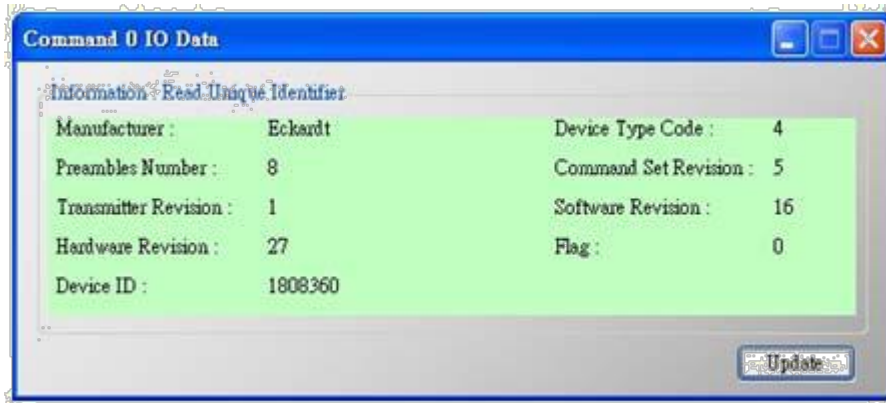 Command 0 IO Data
Information - Read Unique Identifier
Manufacturer : Eckardt Device Type Code : 4
Preambles Number : 8 Command Set Revision : 5
Transmitter Revision : 1 Software Revision : 16
Hardware Revision : 27 Flag : 0
Device ID : 1808360
Update